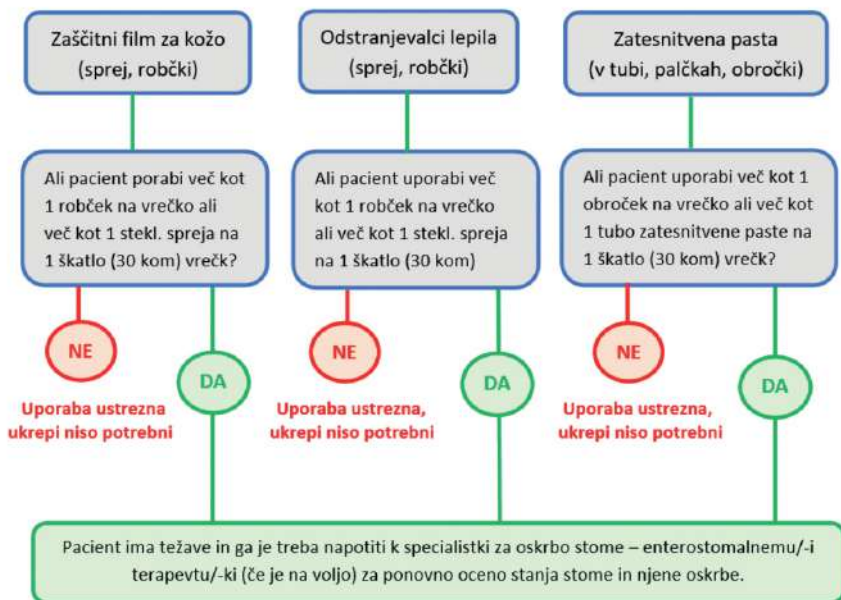 Zaščitni film za kožo
(sprej, robčki)
Odstranjevalci lepila
(sprej, robčki)
Zatesnitvena pasta
(v tubi, palčkah, obročki)
Ali pacient porabi več kot
1 robček na vrečko ali
več kot 1 stekl. spreja na
1 škatlo (30 kom) vrečk?
Ali pacient uporabi več
kot 1 robček na vrečko
ali več kot 1 stekl. spreja
na 1 škatlo (30 kom)
Ali pacient uporabi več kot 1
obroček na vrečko ali več kot
1 tubo zatesnitvene paste na
1 škatlo (30 kom) vrečk?
NE
DA
NE
DA
NE
DA
Uporaba ustrezna,
ukrepi niso potrebni
Uporaba ustrezna,
ukrepi niso potrebni
Uporaba ustrezna,
ukrepi niso potrebni
Pacient ima težave in ga je treba napotiti k specialistki za oskrbo stome – enterostomalnemu/-i
terapevtu/-ki (če je na voljo) za ponovno oceno stanja stome in njene oskrbe.